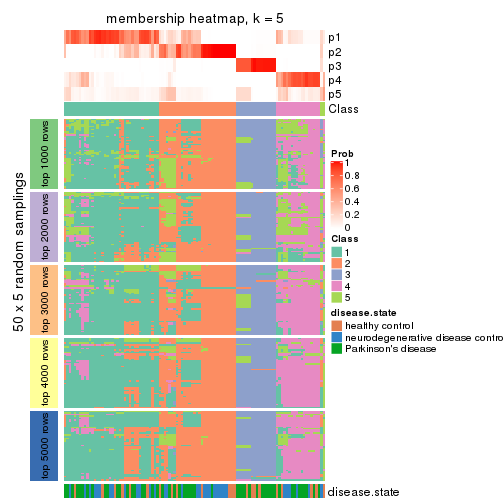 membership heatmap, k = 5
p1
p2
p3
p4
p5
Class
50 x 5 random samplings
top 1000 rows
top 2000 rows
top 3000 rows
top 4000 rows
top 5000 rows
disease.state
Prob
1
0.8
0.6
0.4
0.2
0
Class
1
2
3
4
5
disease.state
healthy control
neurodegenerative disease contro
Parkinson's disease